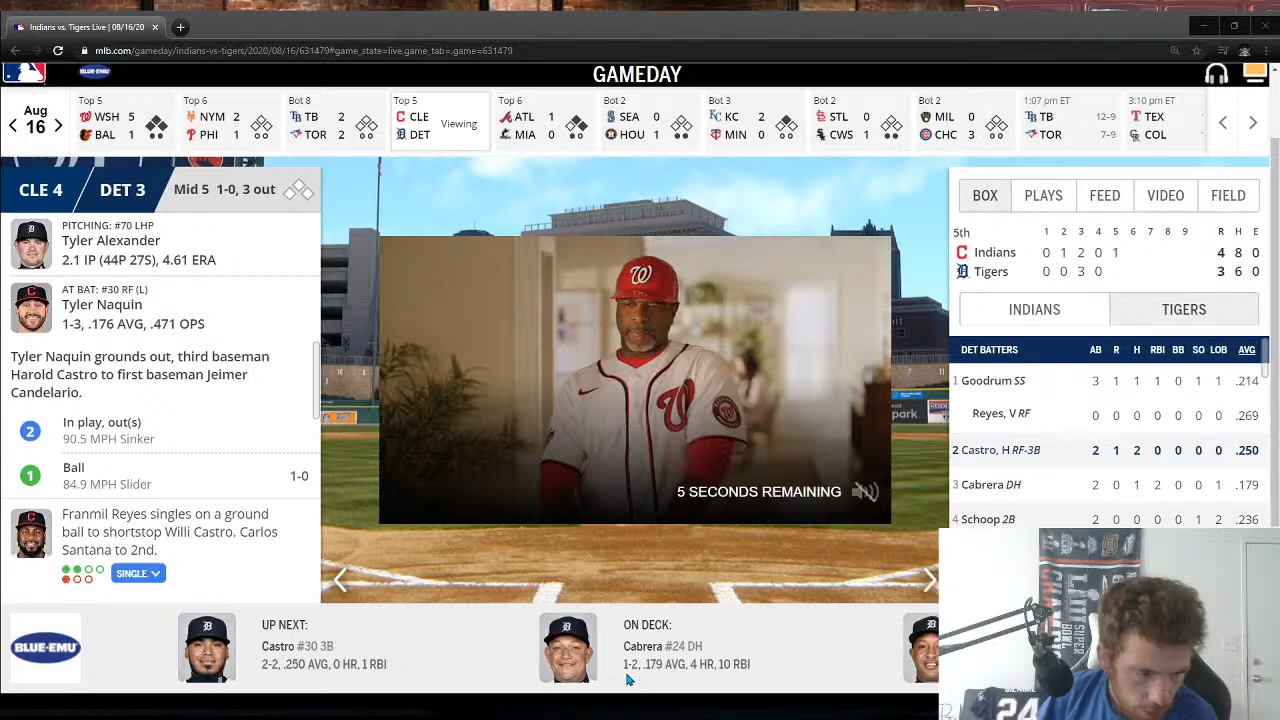 Indians vs. Tigers Live | 08/16/20
mlb.com/gameday/indians-vs-tigers/2020/08/16/631479#game_state=live,game_tab=,game=631479
BLUE-EMU
GAMEDAY
Aug
16
Top 5
WSH 5
BAL 1
Top 6
NYM 2
PHI 1
Bot 8
TB 2
TOR 2
Top 5
CLE
DET
Viewing
Top 6
ATL 1
MIA 0
Bot 2
SEA 0
HOU 1
Bot 3
KC 2
MIN 0
Bot 2
STL 0
CWS 1
Bot 2
MIL 0
CHC 3
1:07 pm ET
TB 12-9
TOR 7-9
3:10 pm ET
TEX
COL
CLE 4
DET 3
Mid 5 1-0, 3 out
PITCHING: #70 LHP
Tyler Alexander
2.1 IP (44P 27S), 4.61 ERA
AT BAT: #30 RF (L)
Tyler Naquin
1-3, .176 AVG, .471 OPS
Tyler Naquin grounds out, third baseman
Harold Castro to first baseman Jeimer
Candelario.
2
In play, out(s)
90.5 MPH Sinker
1
Ball
84.9 MPH Slider
1-0
Franmil Reyes singles on a ground
ball to shortstop Willi Castro. Carlos
Santana to 2nd.
SINGLE
5 SECONDS REMAINING
BOX
PLAYS
FEED
VIDEO
FIELD
5th 1 2 3 4 5 6 7 8 9 R H E
Indians 0 1 2 0 1 4 8 0
Tigers 0 0 3 0 3 6 0
INDIANS
TIGERS
DET BATTERS AB R H RBI BB SO LOB AVG
1 Goodrum SS 3 1 1 1 0 1 1 .214
Reyes, V RF 0 0 0 0 0 0 0 .269
2 Castro, H RF-3B 2 1 2 0 0 0 0 .250
3 Cabrera DH 2 0 1 2 0 0 1 .179
4 Schoop 2B 2 0 0 0 0 1 2 .236
BLUE-EMU
UP NEXT:
Castro #30 3B
2-2, .250 AVG, 0 HR, 1 RBI
ON DECK:
Cabrera #24 DH
1-2, .179 AVG, 4 HR, 10 RBI
24